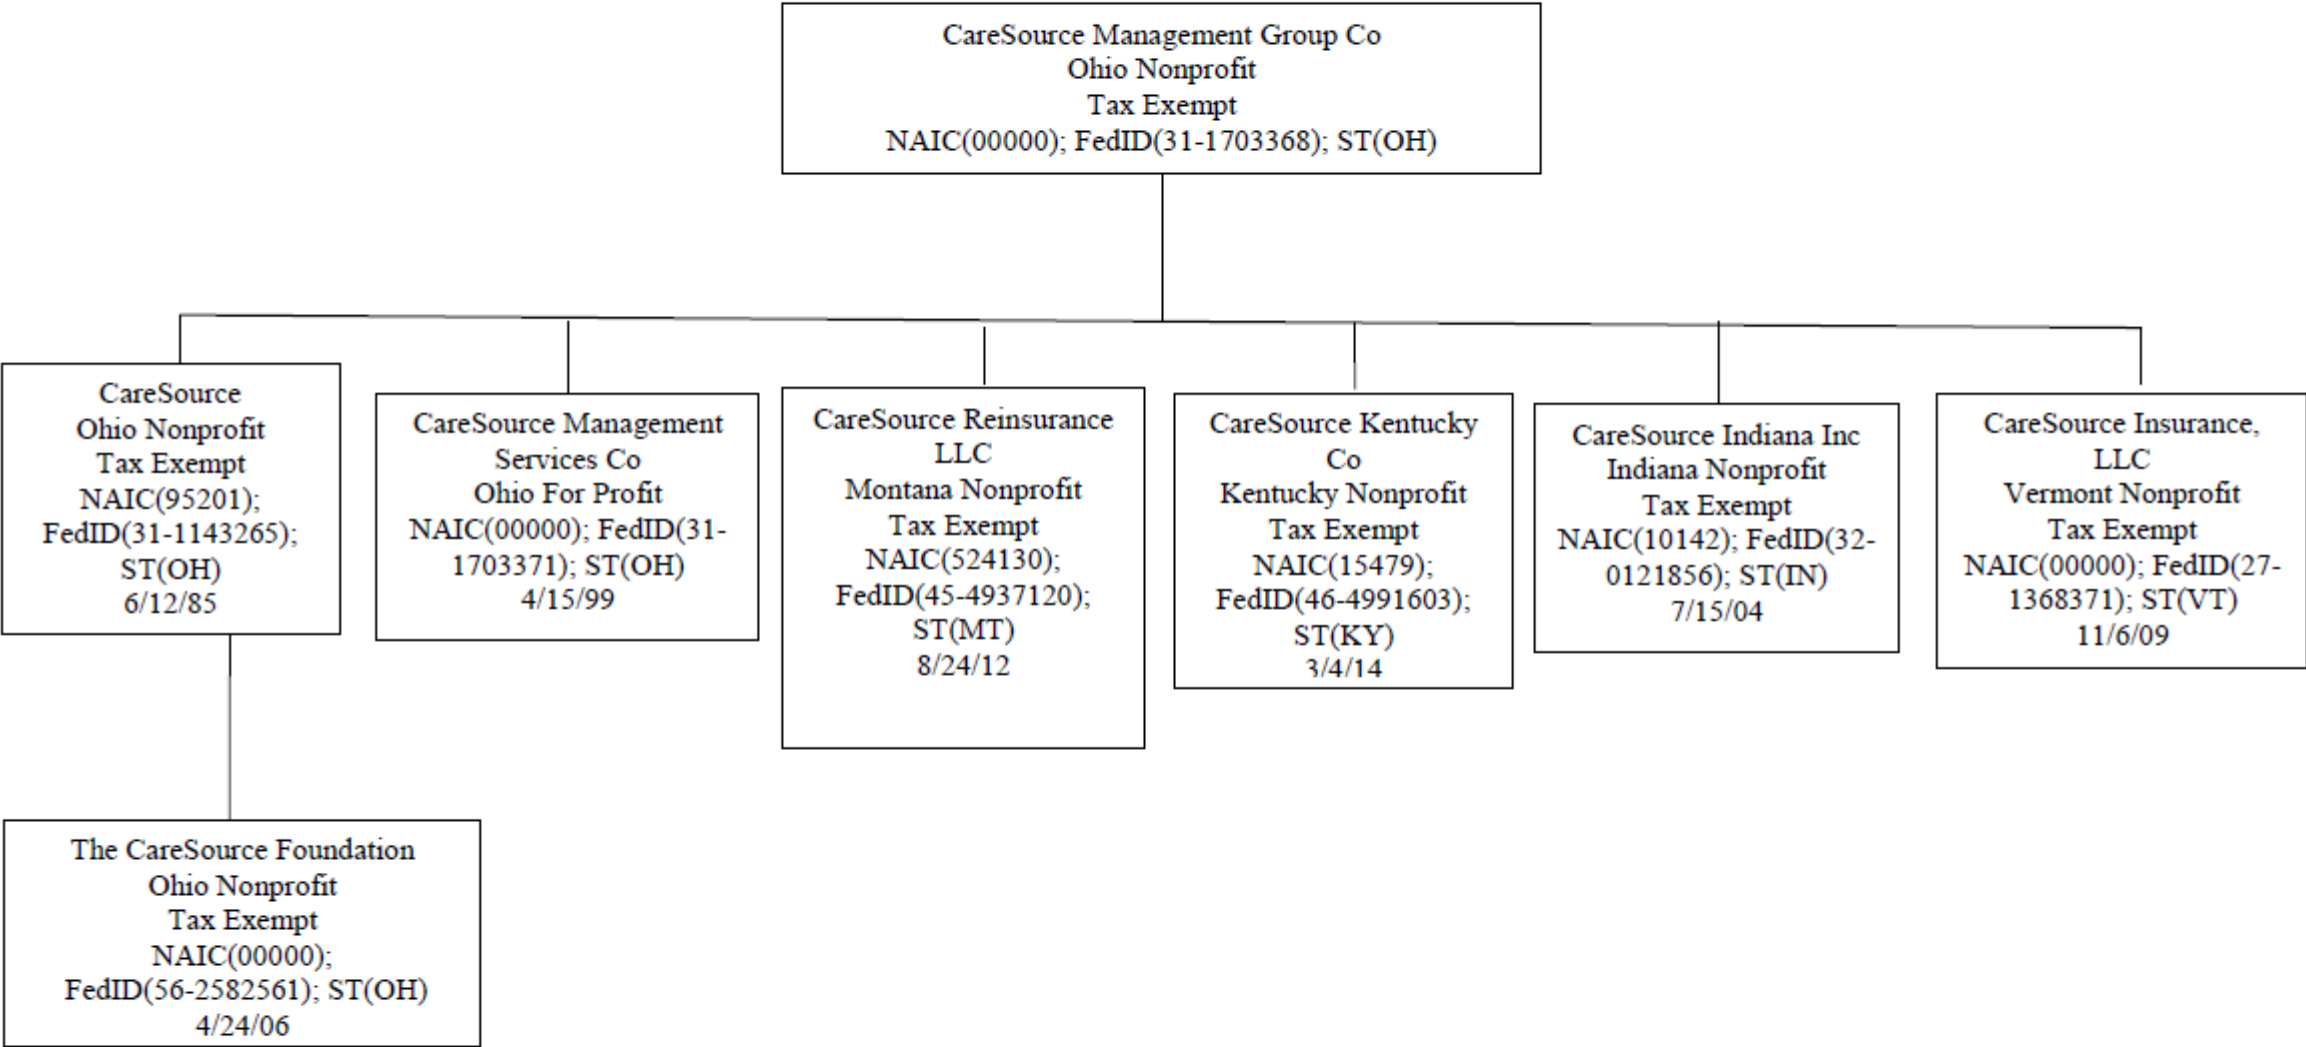 CareSource Management Group Co
Ohio Nonprofit
Tax Exempt
NAIC(00000); FedID(31-1703368); ST(OH)
CareSource
Ohio Nonprofit
Tax Exempt
NAIC(95201);
FedID(31-1143265);
ST(OH)
6/12/85
CareSource Management
Services Co
Ohio For Profit
NAIC(00000); FedID(31-
1703371); ST(OH)
4/15/99
CareSource Reinsurance
LLC
Montana Nonprofit
Tax Exempt
NAIC(524130);
FedID(45-4937120);
ST(MT)
8/24/12
CareSource Kentucky
Co
Kentucky Nonprofit
Tax Exempt
NAIC(15479);
FedID(46-4991603);
ST(KY)
3/4/14
CareSource Indiana Inc
Indiana Nonprofit
Tax Exempt
NAIC(10142); FedID(32-
0121856); ST(IN)
7/15/04
CareSource Insurance,
LLC
Vermont Nonprofit
Tax Exempt
NAIC(00000); FedID(27-
1368371); ST(VT)
11/6/09
The CareSource Foundation
Ohio Nonprofit
Tax Exempt
NAIC(00000);
FedID(56-2582561); ST(OH)
4/24/06